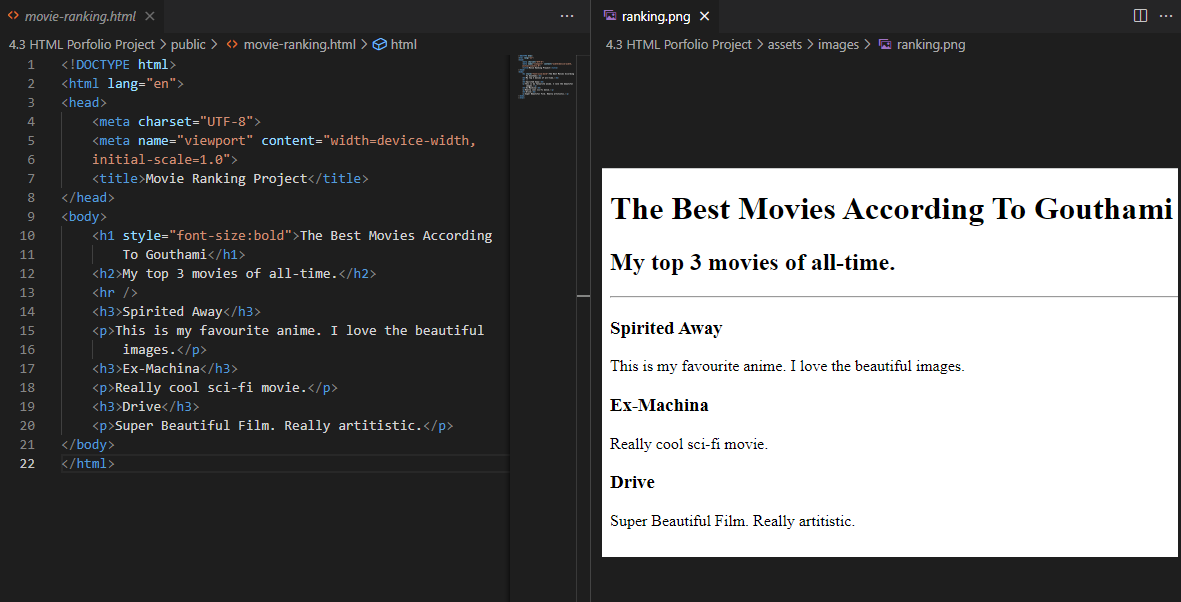 movie-ranking.html
4.3 HTML Porfolio Project > public > movie-ranking.html > html
1 <!DOCTYPE html>
2 <html lang="en">
3 <head>
4 <meta charset="UTF-8">
5 <meta name="viewport" content="width=device-width,
6 initial-scale=1.0">
7 <title>Movie Ranking Project</title>
8 </head>
9 <body>
10 <h1 style="font-size:bold">The Best Movies According
11 To Gouthami</h1>
12 <h2>My top 3 movies of all-time.</h2>
13 <hr />
14 <h3>Spirited Away</h3>
15 <p>This is my favourite anime. I love the beautiful
16 images.</p>
17 <h3>Ex-Machina</h3>
18 <p>Really cool sci-fi movie.</p>
19 <h3>Drive</h3>
20 <p>Super Beautiful Film. Really artitistic.</p>
21 </body>
22 </html>
ranking.png
4.3 HTML Porfolio Project > assets > images > ranking.png
The Best Movies According To Gouthami
My top 3 movies of all-time.
Spirited Away
This is my favourite anime. I love the beautiful images.
Ex-Machina
Really cool sci-fi movie.
Drive
Super Beautiful Film. Really artitistic.